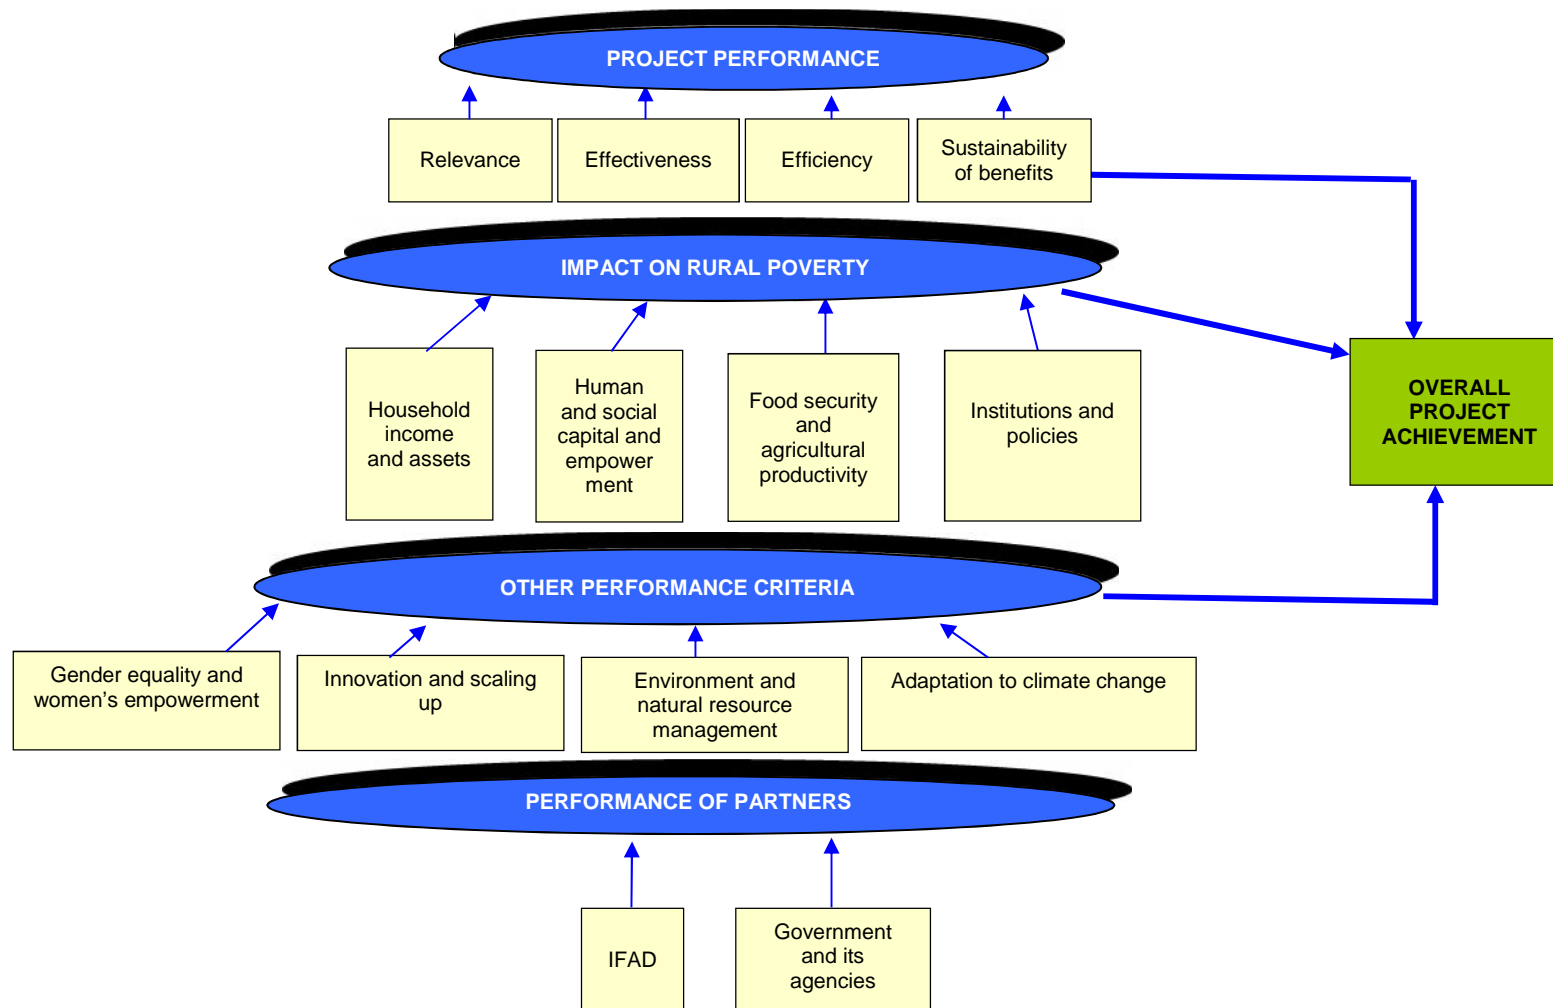 PROJECT PERFORMANCE
Relevance
Effectiveness
Efficiency
Sustainability
of benefits
IMPACT ON RURAL POVERTY
Household
income
and assets
Human
and social
capital and
empower
ment
Food security
and
agricultural
productivity
Institutions and
policies
OVERALL
PROJECT
ACHIEVEMENT
OTHER PERFORMANCE CRITERIA
Gender equality and
women’s empowerment
Innovation and scaling
up
Environment and
natural resource
management
Adaptation to climate change
PERFORMANCE OF PARTNERS
IFAD
Government
and its
agencies